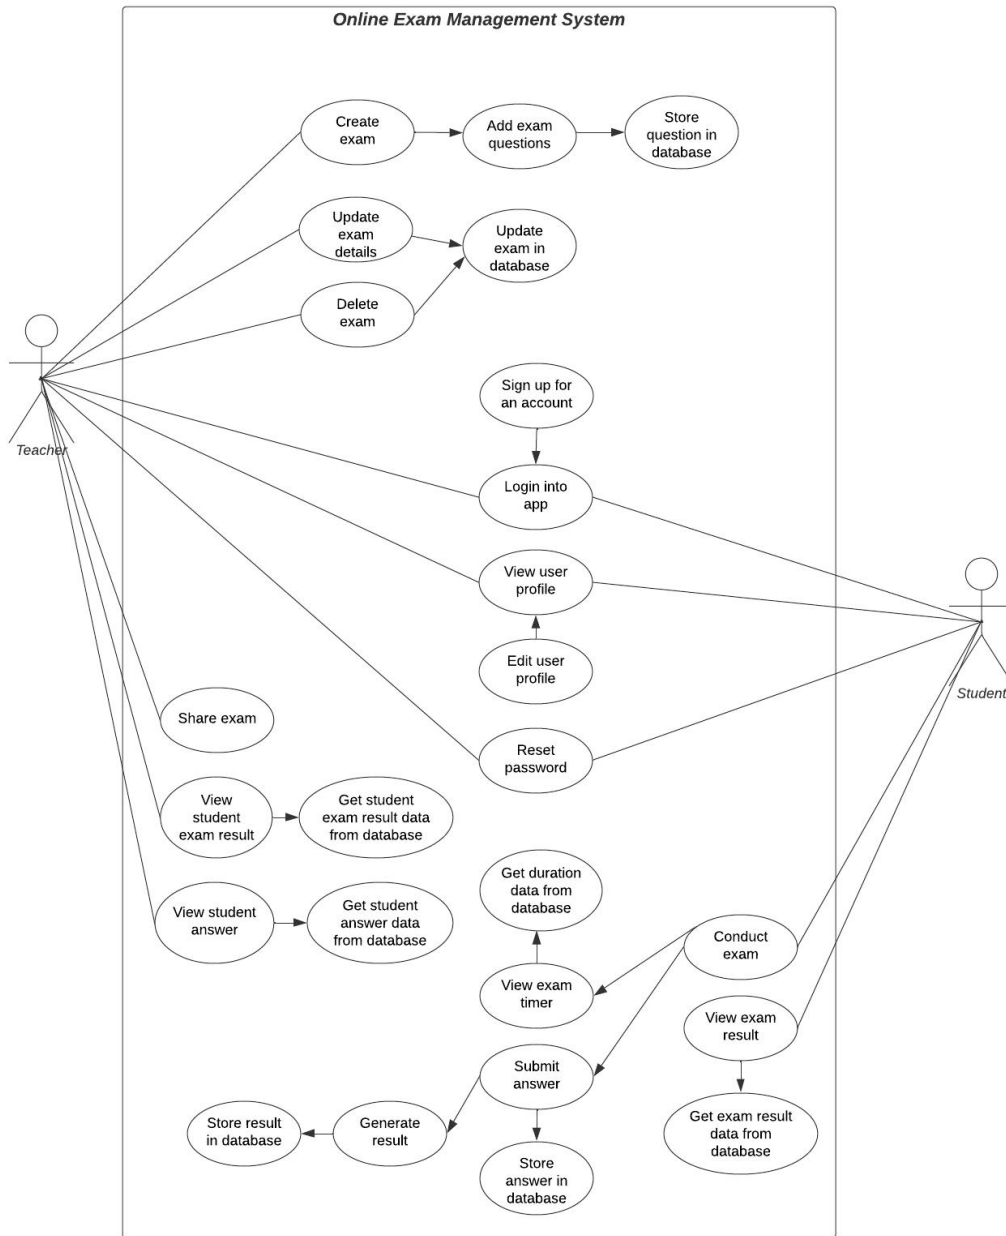 Online Exam Management System
Create
exam
Add exam
questions
Store
question in
database
Update
exam
details
Update
exam in
database
Delete
exam
Teacher
Sign up for
an account
Login into
app
View user
profile
Edit user
profile
Student
Share exam
Reset
password
View
student
exam result
Get student
exam result data
from database
Get duration
data from
database
View student
answer
Get student
answer data
from database
Conduct
exam
View exam
timer
View exam
result
Submit
answer
Store result
in database
Generate
result
Get exam result
data from
database
Store
answer in
database